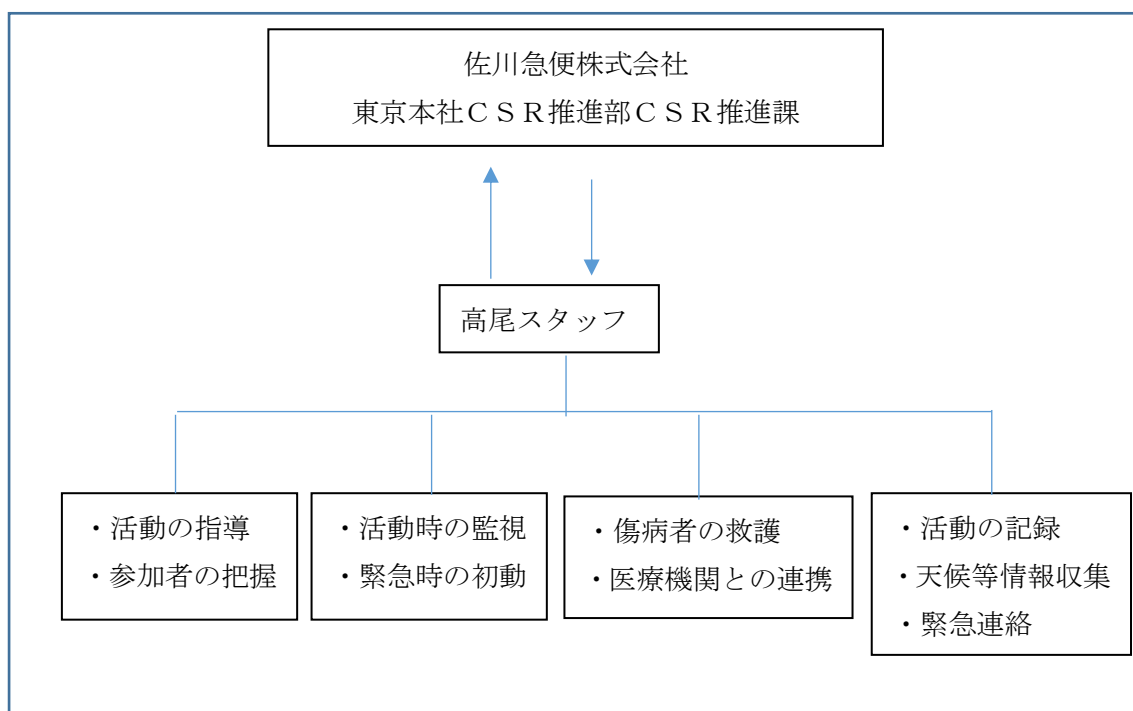 佐川急便株式会社
東京本社ＣＳＲ推進部ＣＳＲ推進課
高尾スタッフ
・活動の指導
・参加者の把握
・活動時の監視
・緊急時の初動
・傷病者の救護
・医療機関との連携
・活動の記録
・天候等情報収集
・緊急連絡